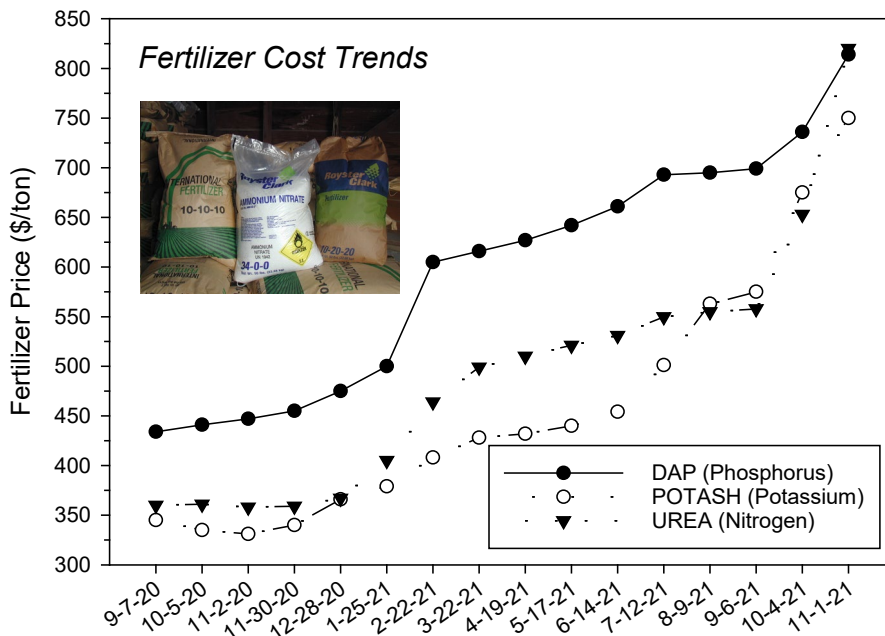 Fertilizer Cost Trends
Fertilizer Price ($/ton)
850
800
750
700
650
600
550
500
450
400
350
300
INTERNATIONAL
FERTILIZER
10-10-10
Royster
Clark
AMMONIUM NITRATE
AMMONIUM
NITRATE
34-0-0
Royster
Clark
fertilizer
10-20-20
DAP (Phosphorus)
POTASH (Potassium)
UREA (Nitrogen)
9-7-20
10-5-20
11-2-20
11-30-20
12-28-20
1-25-21
2-22-21
3-22-21
4-19-21
5-17-21
6-14-21
7-12-21
8-9-21
9-6-21
10-4-21
11-1-21